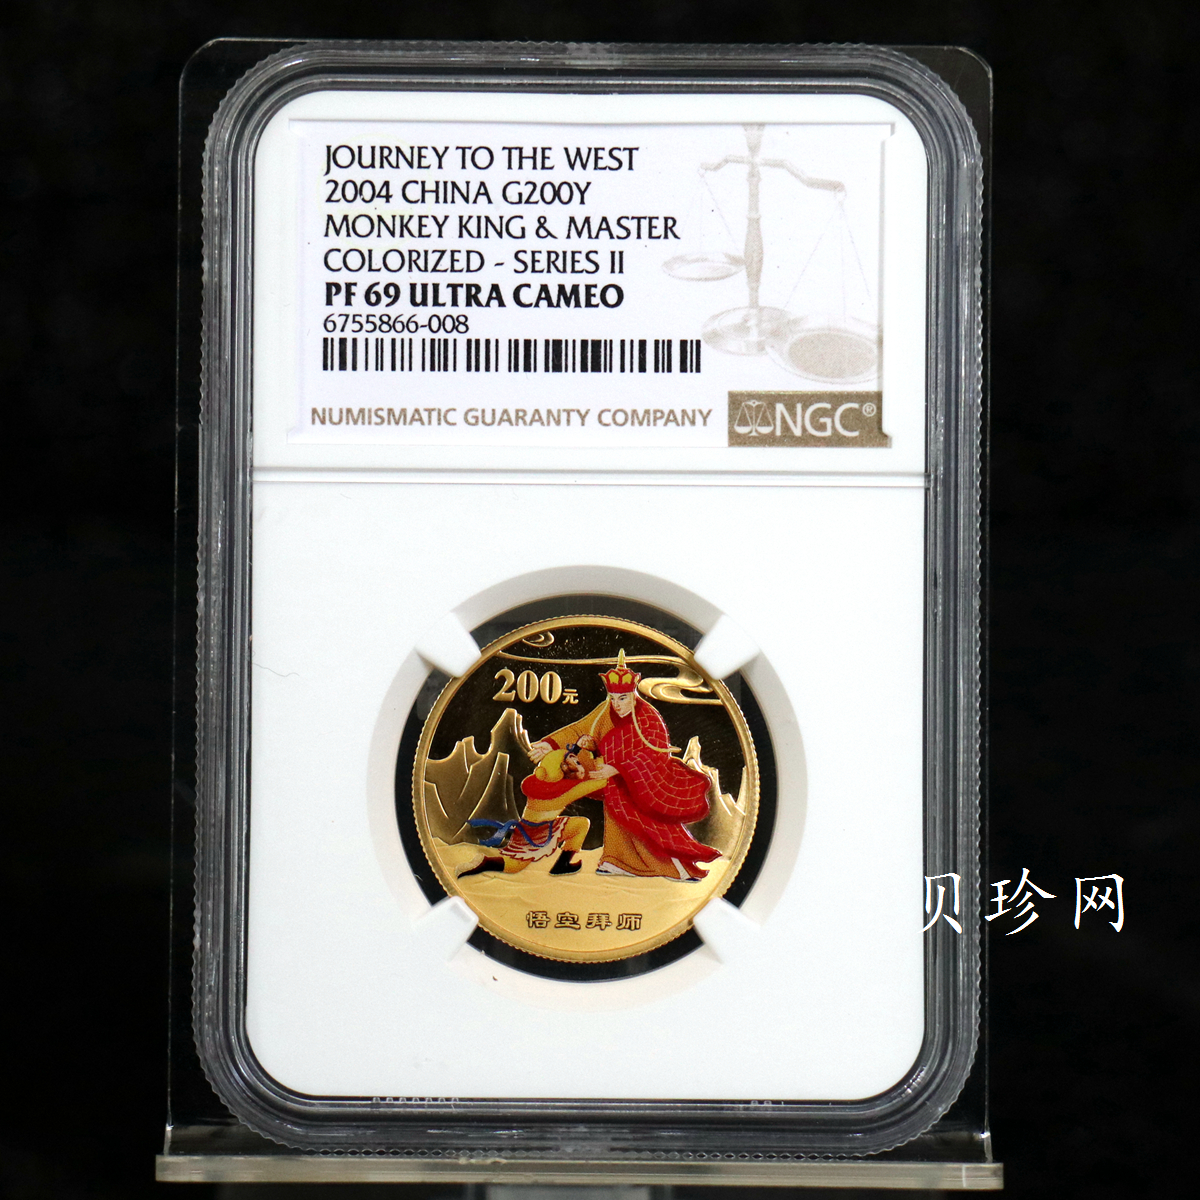 JOURNEY TO THE WEST
2004 CHINA G200Y
MONKEY KING & MASTER
COLORIZED - SERIES II
PF 69 ULTRA CAMEO
6755866-008
NUMISMATIC GUARANTY COMPANY
NGC®
200元
悟空拜师
贝珍网